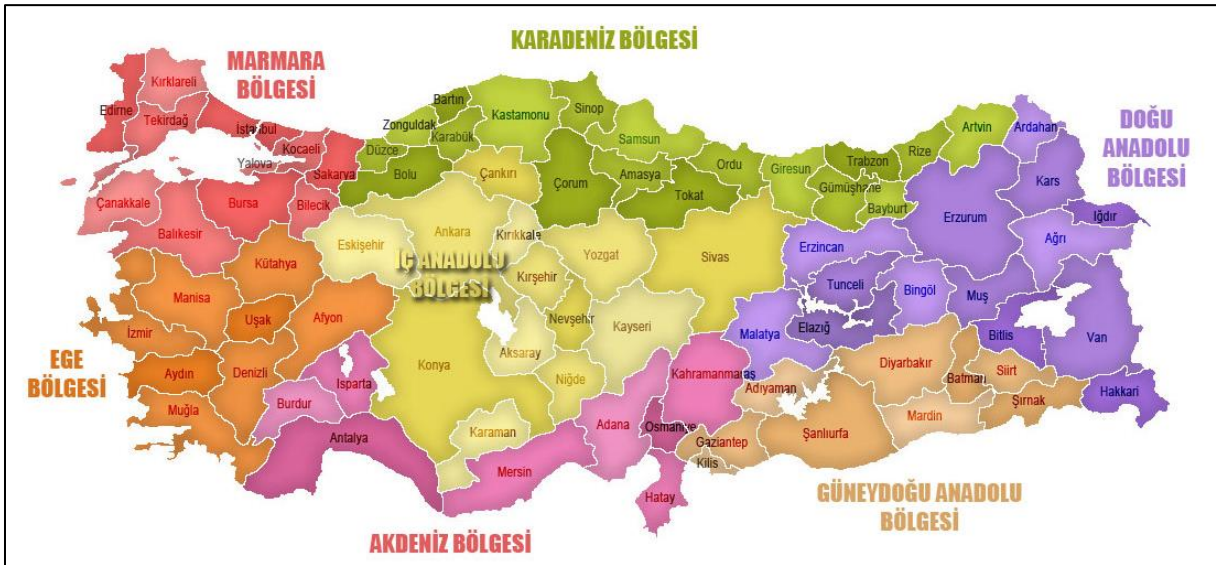 KARADENİZ BÖLGESİ
MARMARA
BÖLGESİ
DOĞU
ANADOLU
BÖLGESİ
Kırklareli
Edirne
Tekirdağ
İstanbul
Kocaeli
Yalova
Sakarya
Çanakkale
Balıkesir
Bursa
Bilecik
Bartın
Zonguldak
Karabük
Kastamonu
Sinop
Düzce
Bolu
Samsun
Çorum
Amasya
Tokat
Ordu
Giresun
Trabzon
Rize
Artvin
Gümüşhane
Bayburt
Ardahan
Kars
Iğdır
Erzurum
Ağrı
Erzincan
Tunceli
Bingöl
Muş
Elazığ
Malatya
Bitlis
Van
Hakkari
Çankırı
Ankara
Kırıkkale
Eskişehir
İÇ ANADOLU
BÖLGESİ
Kırşehir
Yozgat
Sivas
Nevşehir
Kayseri
Aksaray
Konya
Niğde
Karaman
EGE
BÖLGESİ
Kütahya
Manisa
Uşak
Afyon
İzmir
Aydın
Denizli
Muğla
Isparta
Burdur
Antalya
Mersin
Adana
Osmaniye
Kahramanmaraş
Hatay
Adıyaman
Diyarbakır
Batman
Siirt
Şırnak
Mardin
Şanlıurfa
Gaziantep
Kilis
GÜNEYDOĞU ANADOLU
BÖLGESİ
AKDENİZ BÖLGESİ